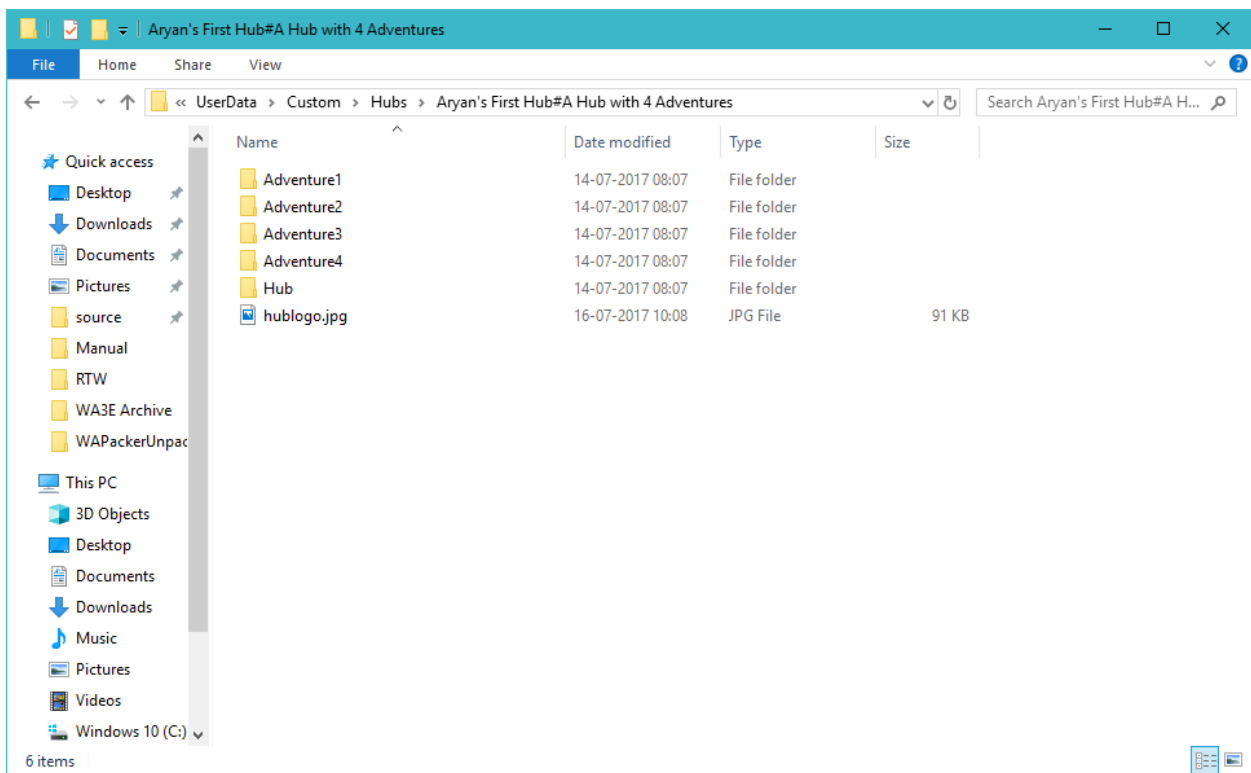 Aryan's First Hub#A Hub with 4 Adventures
File Home Share View
« UserData > Custom > Hubs > Aryan's First Hub#A Hub with 4 Adventures
Search Aryan's First Hub#A H...
Name Date modified Type Size
Quick access
Desktop
Downloads
Documents
Pictures
source
Manual
RTW
WA3E Archive
WAPackerUnpac
This PC
3D Objects
Desktop
Documents
Downloads
Music
Pictures
Videos
Windows 10 (C:)
Adventure1 14-07-2017 08:07 File folder
Adventure2 14-07-2017 08:07 File folder
Adventure3 14-07-2017 08:07 File folder
Adventure4 14-07-2017 08:07 File folder
Hub 14-07-2017 08:07 File folder
hublogo.jpg 16-07-2017 10:08 JPG File 91 KB
6 items